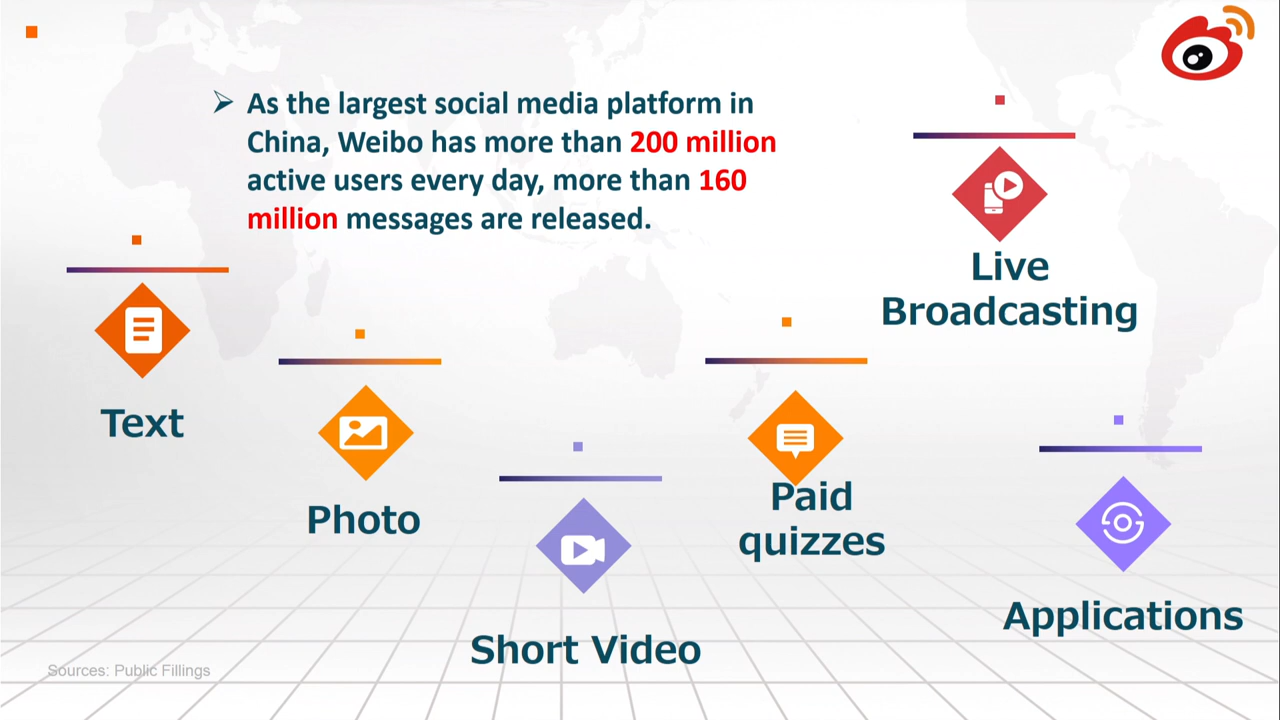 As the largest social media platform in
China, Weibo has more than 200 million
active users every day, more than 160
million messages are released.
Text
Photo
Short Video
Paid
quizzes
Live
Broadcasting
Applications
Sources: Public Fillings